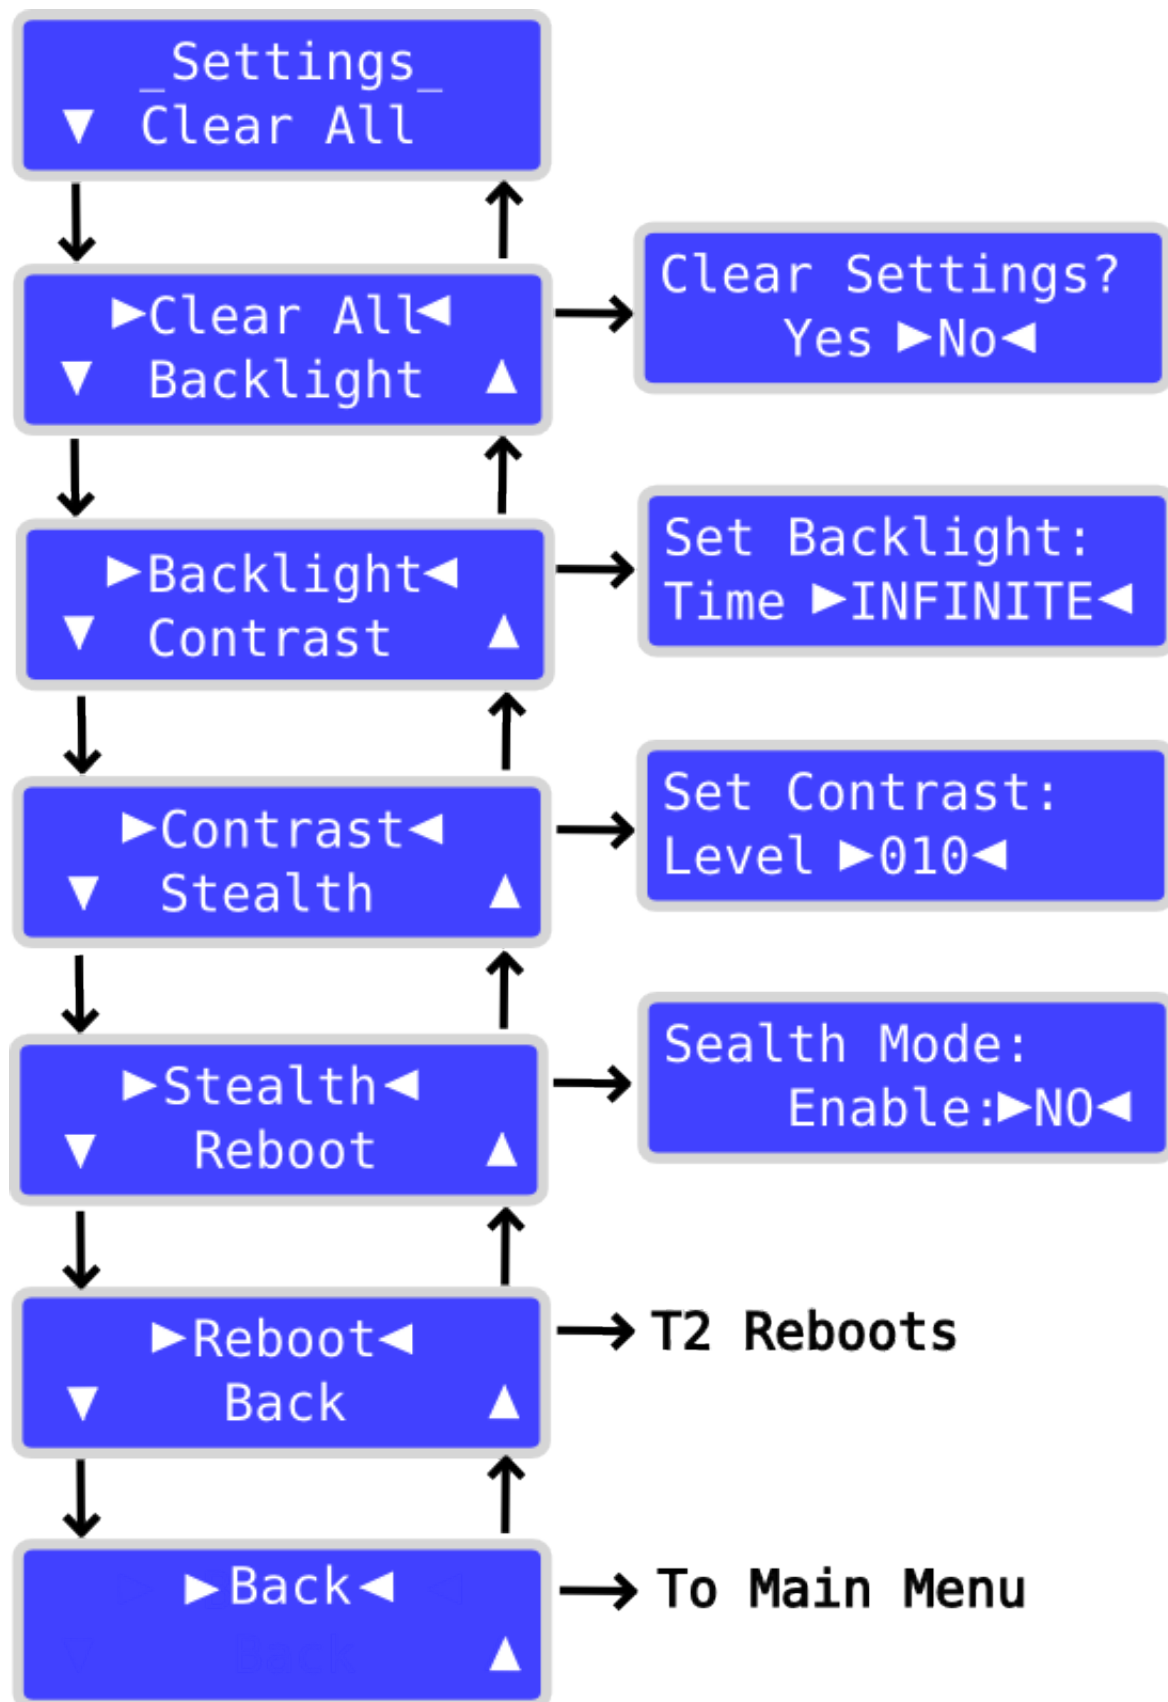 _Settings_
▼ Clear All
►Clear All◄
▼ Backlight ▲
Clear Settings?
Yes ►No◄
►Backlight◄
▼ Contrast ▲
Set Backlight:
Time ►INFINITE◄
►Contrast◄
▼ Stealth ▲
Set Contrast:
Level ►010◄
►Stealth◄
▼ Reboot ▲
Sealth Mode:
Enable:►NO◄
►Reboot◄
▼ Back ▲
T2 Reboots
►Back◄
▲
To Main Menu